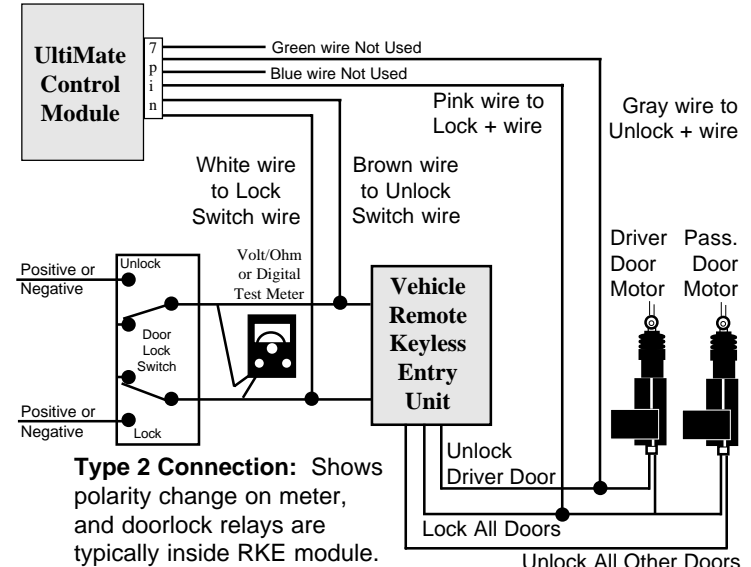 UltiMate
Control
Module
7
p
i
n
Green wire Not Used
Blue wire Not Used
Pink wire to
Lock + wire
Gray wire to
Unlock + wire
White wire
to Lock
Switch wire
Brown wire
to Unlock
Switch wire
Positive or
Negative
Unlock
Door
Lock
Switch
Positive or
Negative
Lock
Volt/Ohm
or Digital
Test Meter
Vehicle
Remote
Keyless
Entry
Unit
Driver
Door
Motor
Pass.
Door
Motor
Type 2 Connection: Shows
polarity change on meter,
and doorlock relays are
typically inside RKE module.
Unlock
Driver Door
Lock All Doors
Unlock All Other Doors